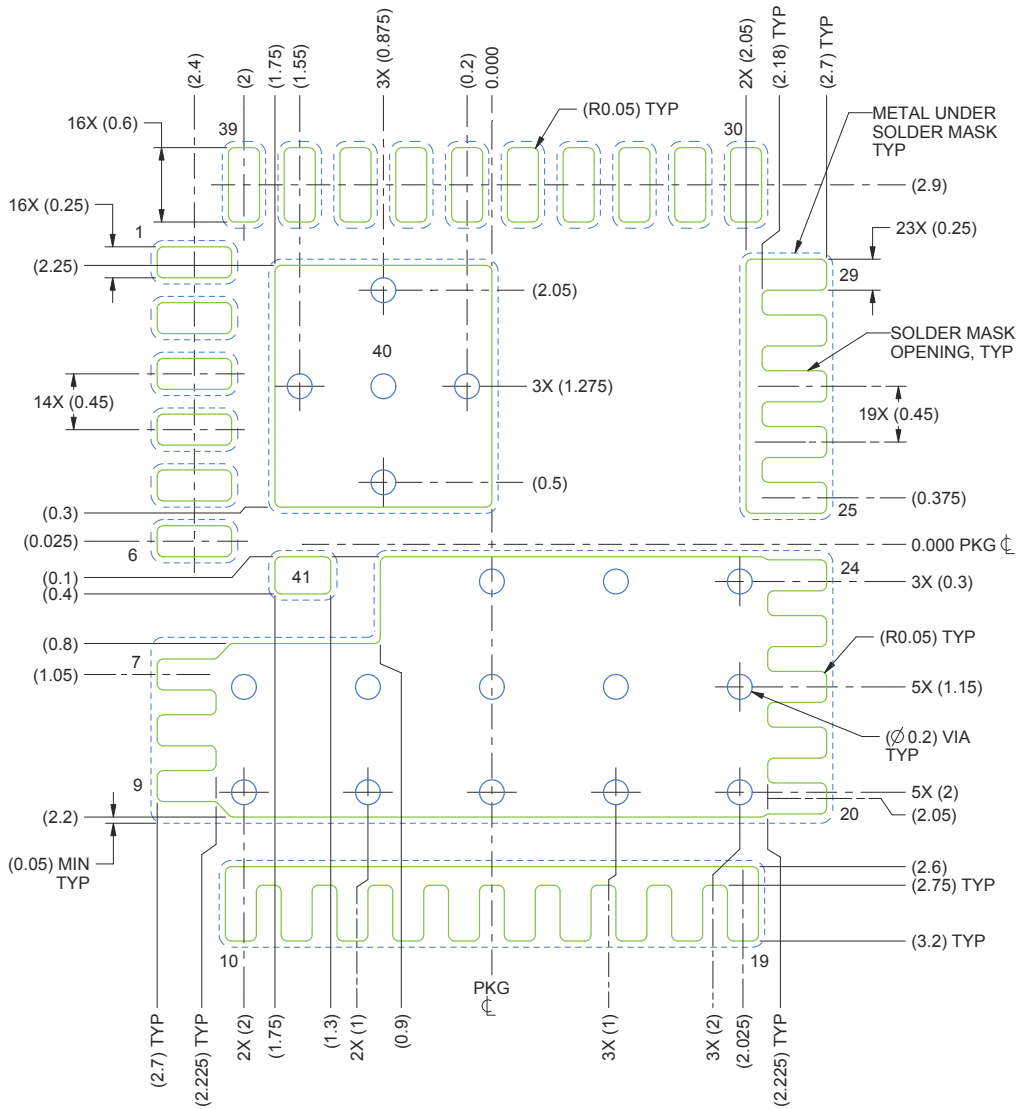 (2.4)
(2)
(1.75)
(1.55)
3X (0.875)
(0.2)
0.000
2X (2.05)
(2.18) TYP
(2.7) TYP
16X (0.6)
39
(R0.05) TYP
30
METAL UNDER
SOLDER MASK
TYP
(2.9)
16X (0.25)
1
23X (0.25)
(2.25)
29
(2.05)
SOLDER MASK
OPENING, TYP
40
3X (1.275)
14X (0.45)
19X (0.45)
(0.5)
(0.375)
(0.3)
25
(0.025)
6
0.000 PKG ℄
(0.1)
41
24
3X (0.3)
(0.4)
(0.8)
(R0.05) TYP
7
(1.05)
5X (1.15)
(Ø 0.2) VIA
TYP
9
5X (2)
(2.2)
20
(2.05)
(0.05) MIN
TYP
(2.6)
(2.75) TYP
(3.2) TYP
10
19
PKG
℄
(2.7) TYP
(2.225) TYP
2X (2)
(1.75)
(1.3)
2X (1)
(0.9)
3X (1)
3X (2)
(2.025)
(2.225) TYP